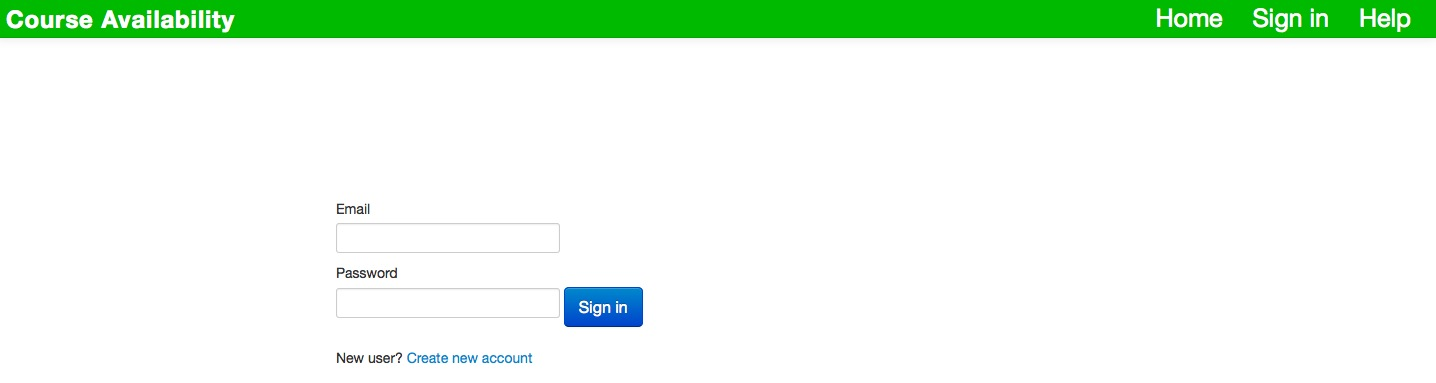 Course Availability Home Sign in Help
Email
Password
Sign in
New user? Create new account